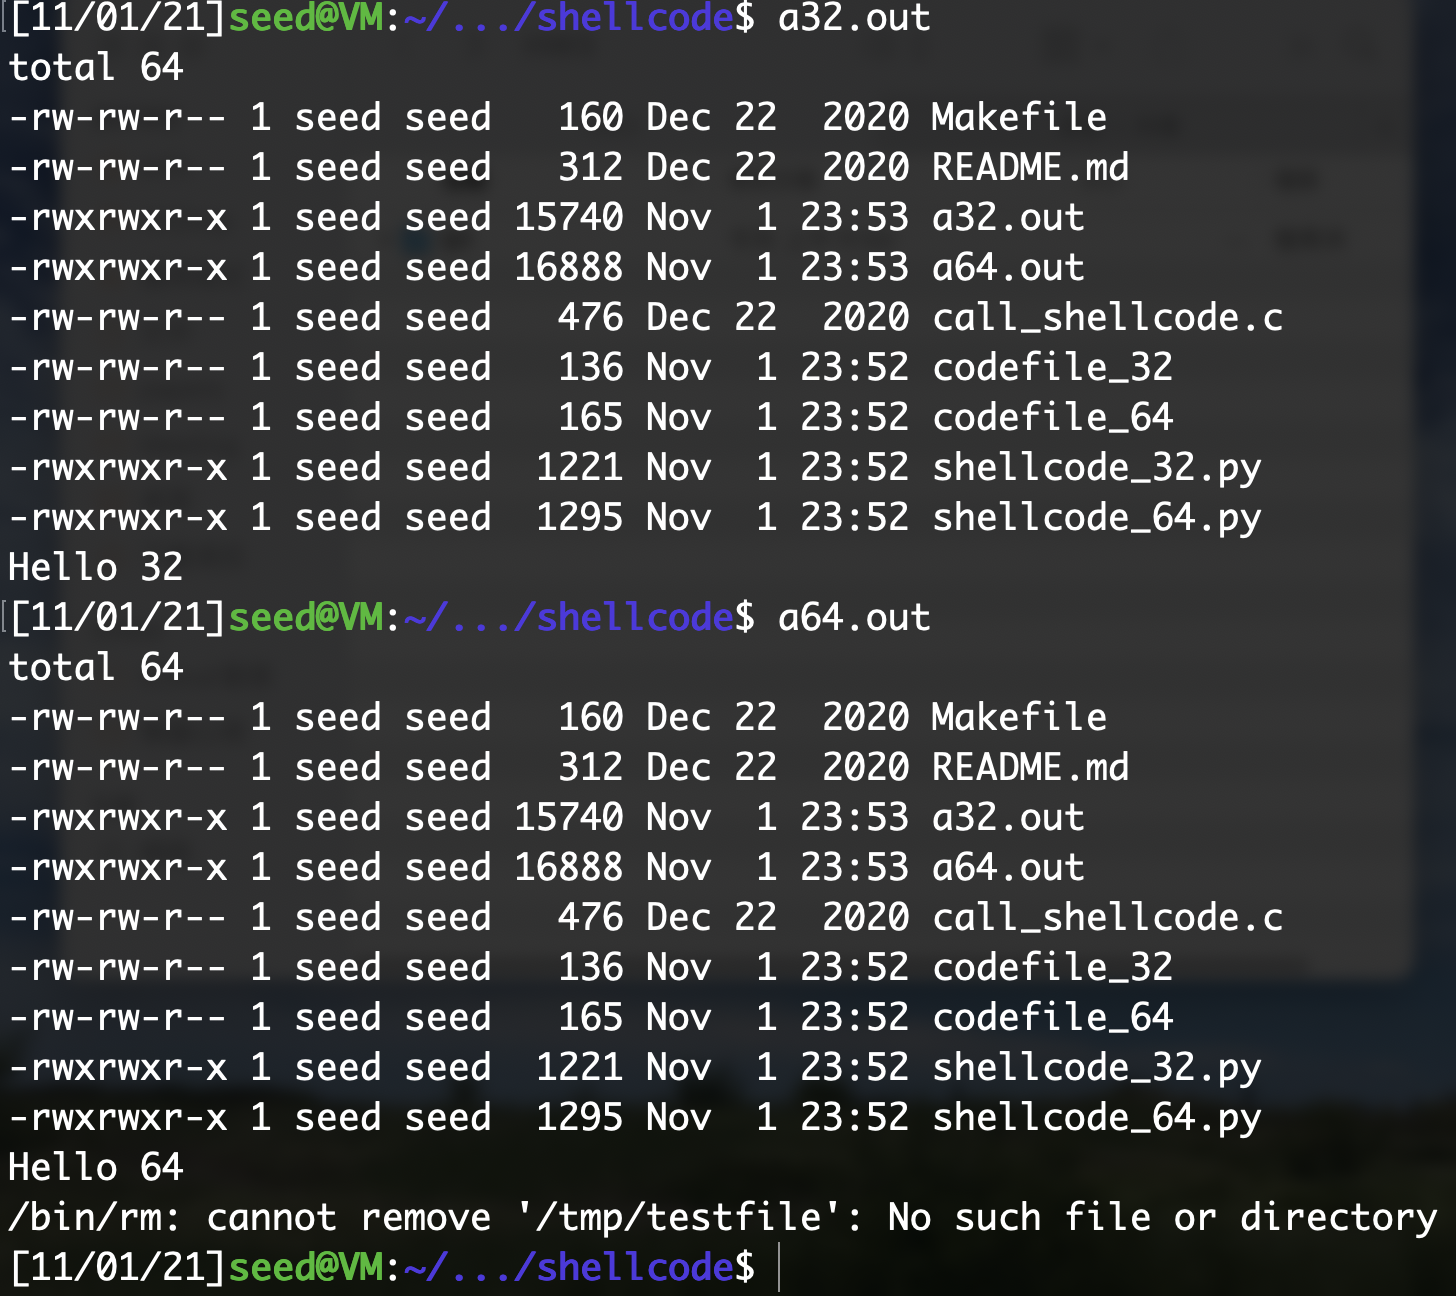 [11/01/21]seed@VM:~/.../shellcode$ a32.out
total 64
-rw-rw-r-- 1 seed seed   160 Dec 22  2020 Makefile
-rw-rw-r-- 1 seed seed   312 Dec 22  2020 README.md
-rwxrwxr-x 1 seed seed 15740 Nov  1 23:53 a32.out
-rwxrwxr-x 1 seed seed 16888 Nov  1 23:53 a64.out
-rw-rw-r-- 1 seed seed   476 Dec 22  2020 call_shellcode.c
-rw-rw-r-- 1 seed seed   136 Nov  1 23:52 codefile_32
-rw-rw-r-- 1 seed seed   165 Nov  1 23:52 codefile_64
-rwxrwxr-x 1 seed seed  1221 Nov  1 23:52 shellcode_32.py
-rwxrwxr-x 1 seed seed  1295 Nov  1 23:52 shellcode_64.py
Hello 32
[11/01/21]seed@VM:~/.../shellcode$ a64.out
total 64
-rw-rw-r-- 1 seed seed   160 Dec 22  2020 Makefile
-rw-rw-r-- 1 seed seed   312 Dec 22  2020 README.md
-rwxrwxr-x 1 seed seed 15740 Nov  1 23:53 a32.out
-rwxrwxr-x 1 seed seed 16888 Nov  1 23:53 a64.out
-rw-rw-r-- 1 seed seed   476 Dec 22  2020 call_shellcode.c
-rw-rw-r-- 1 seed seed   136 Nov  1 23:52 codefile_32
-rw-rw-r-- 1 seed seed   165 Nov  1 23:52 codefile_64
-rwxrwxr-x 1 seed seed  1221 Nov  1 23:52 shellcode_32.py
-rwxrwxr-x 1 seed seed  1295 Nov  1 23:52 shellcode_64.py
Hello 64
/bin/rm: cannot remove '/tmp/testfile': No such file or directory
[11/01/21]seed@VM:~/.../shellcode$